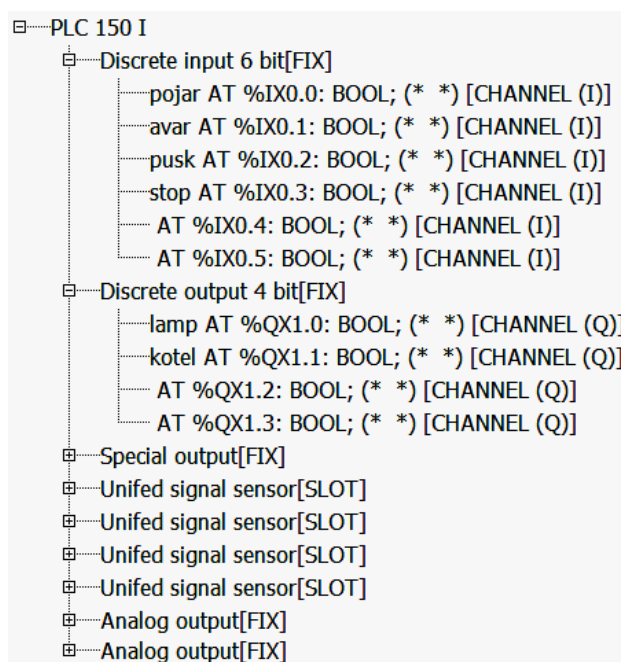 PLC 150 I
Discrete input 6 bit[FIX]
pojar AT %IX0.0: BOOL; (* *) [CHANNEL (I)]
avar AT %IX0.1: BOOL; (* *) [CHANNEL (I)]
pusk AT %IX0.2: BOOL; (* *) [CHANNEL (I)]
stop AT %IX0.3: BOOL; (* *) [CHANNEL (I)]
AT %IX0.4: BOOL; (* *) [CHANNEL (I)]
AT %IX0.5: BOOL; (* *) [CHANNEL (I)]
Discrete output 4 bit[FIX]
lamp AT %QX1.0: BOOL; (* *) [CHANNEL (Q)]
kotel AT %QX1.1: BOOL; (* *) [CHANNEL (Q)]
AT %QX1.2: BOOL; (* *) [CHANNEL (Q)]
AT %QX1.3: BOOL; (* *) [CHANNEL (Q)]
Special output[FIX]
Unifed signal sensor[SLOT]
Unifed signal sensor[SLOT]
Unifed signal sensor[SLOT]
Unifed signal sensor[SLOT]
Analog output[FIX]
Analog output[FIX]